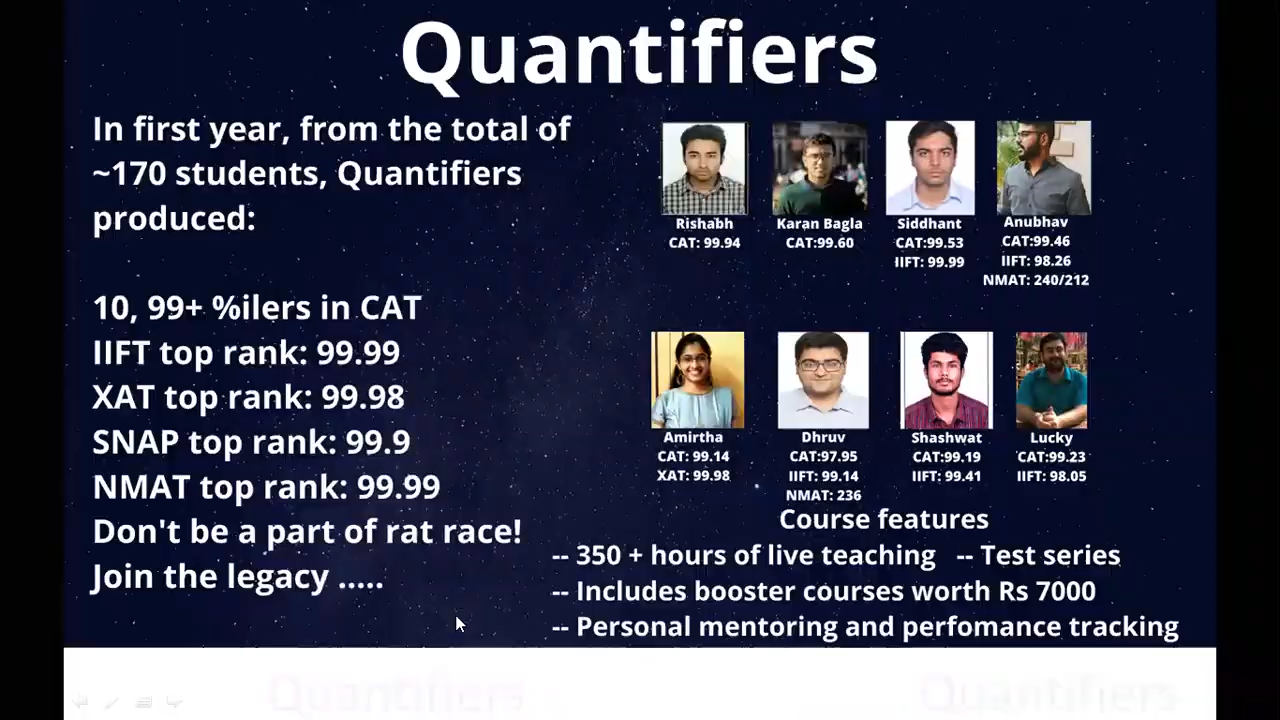 Quantifiers
In first year, from the total of
~170 students, Quantifiers
produced:
10, 99+ %ilers in CAT
IIFT top rank: 99.99
XAT top rank: 99.98
SNAP top rank: 99.9
NMAT top rank: 99.99
Don't be a part of rat race!
Join the legacy .....
Rishabh
CAT: 99.94
Karan Bagla
CAT:99.60
Siddhant
CAT:99.53
IIFT: 99.99
Anubhav
CAT:99.46
IIFT: 98.26
NMAT: 240/212
Amirtha
CAT: 99.14
XAT: 99.98
Dhruv
CAT:97.95
IIFT: 99.14
NMAT: 236
Shashwat
CAT:99.19
IIFT: 99.41
Lucky
CAT:99.23
IIFT: 98.05
Course features
-- 350 + hours of live teaching -- Test series
-- Includes booster courses worth Rs 7000
-- Personal mentoring and perfomance tracking
Quantifiers Quantifiers